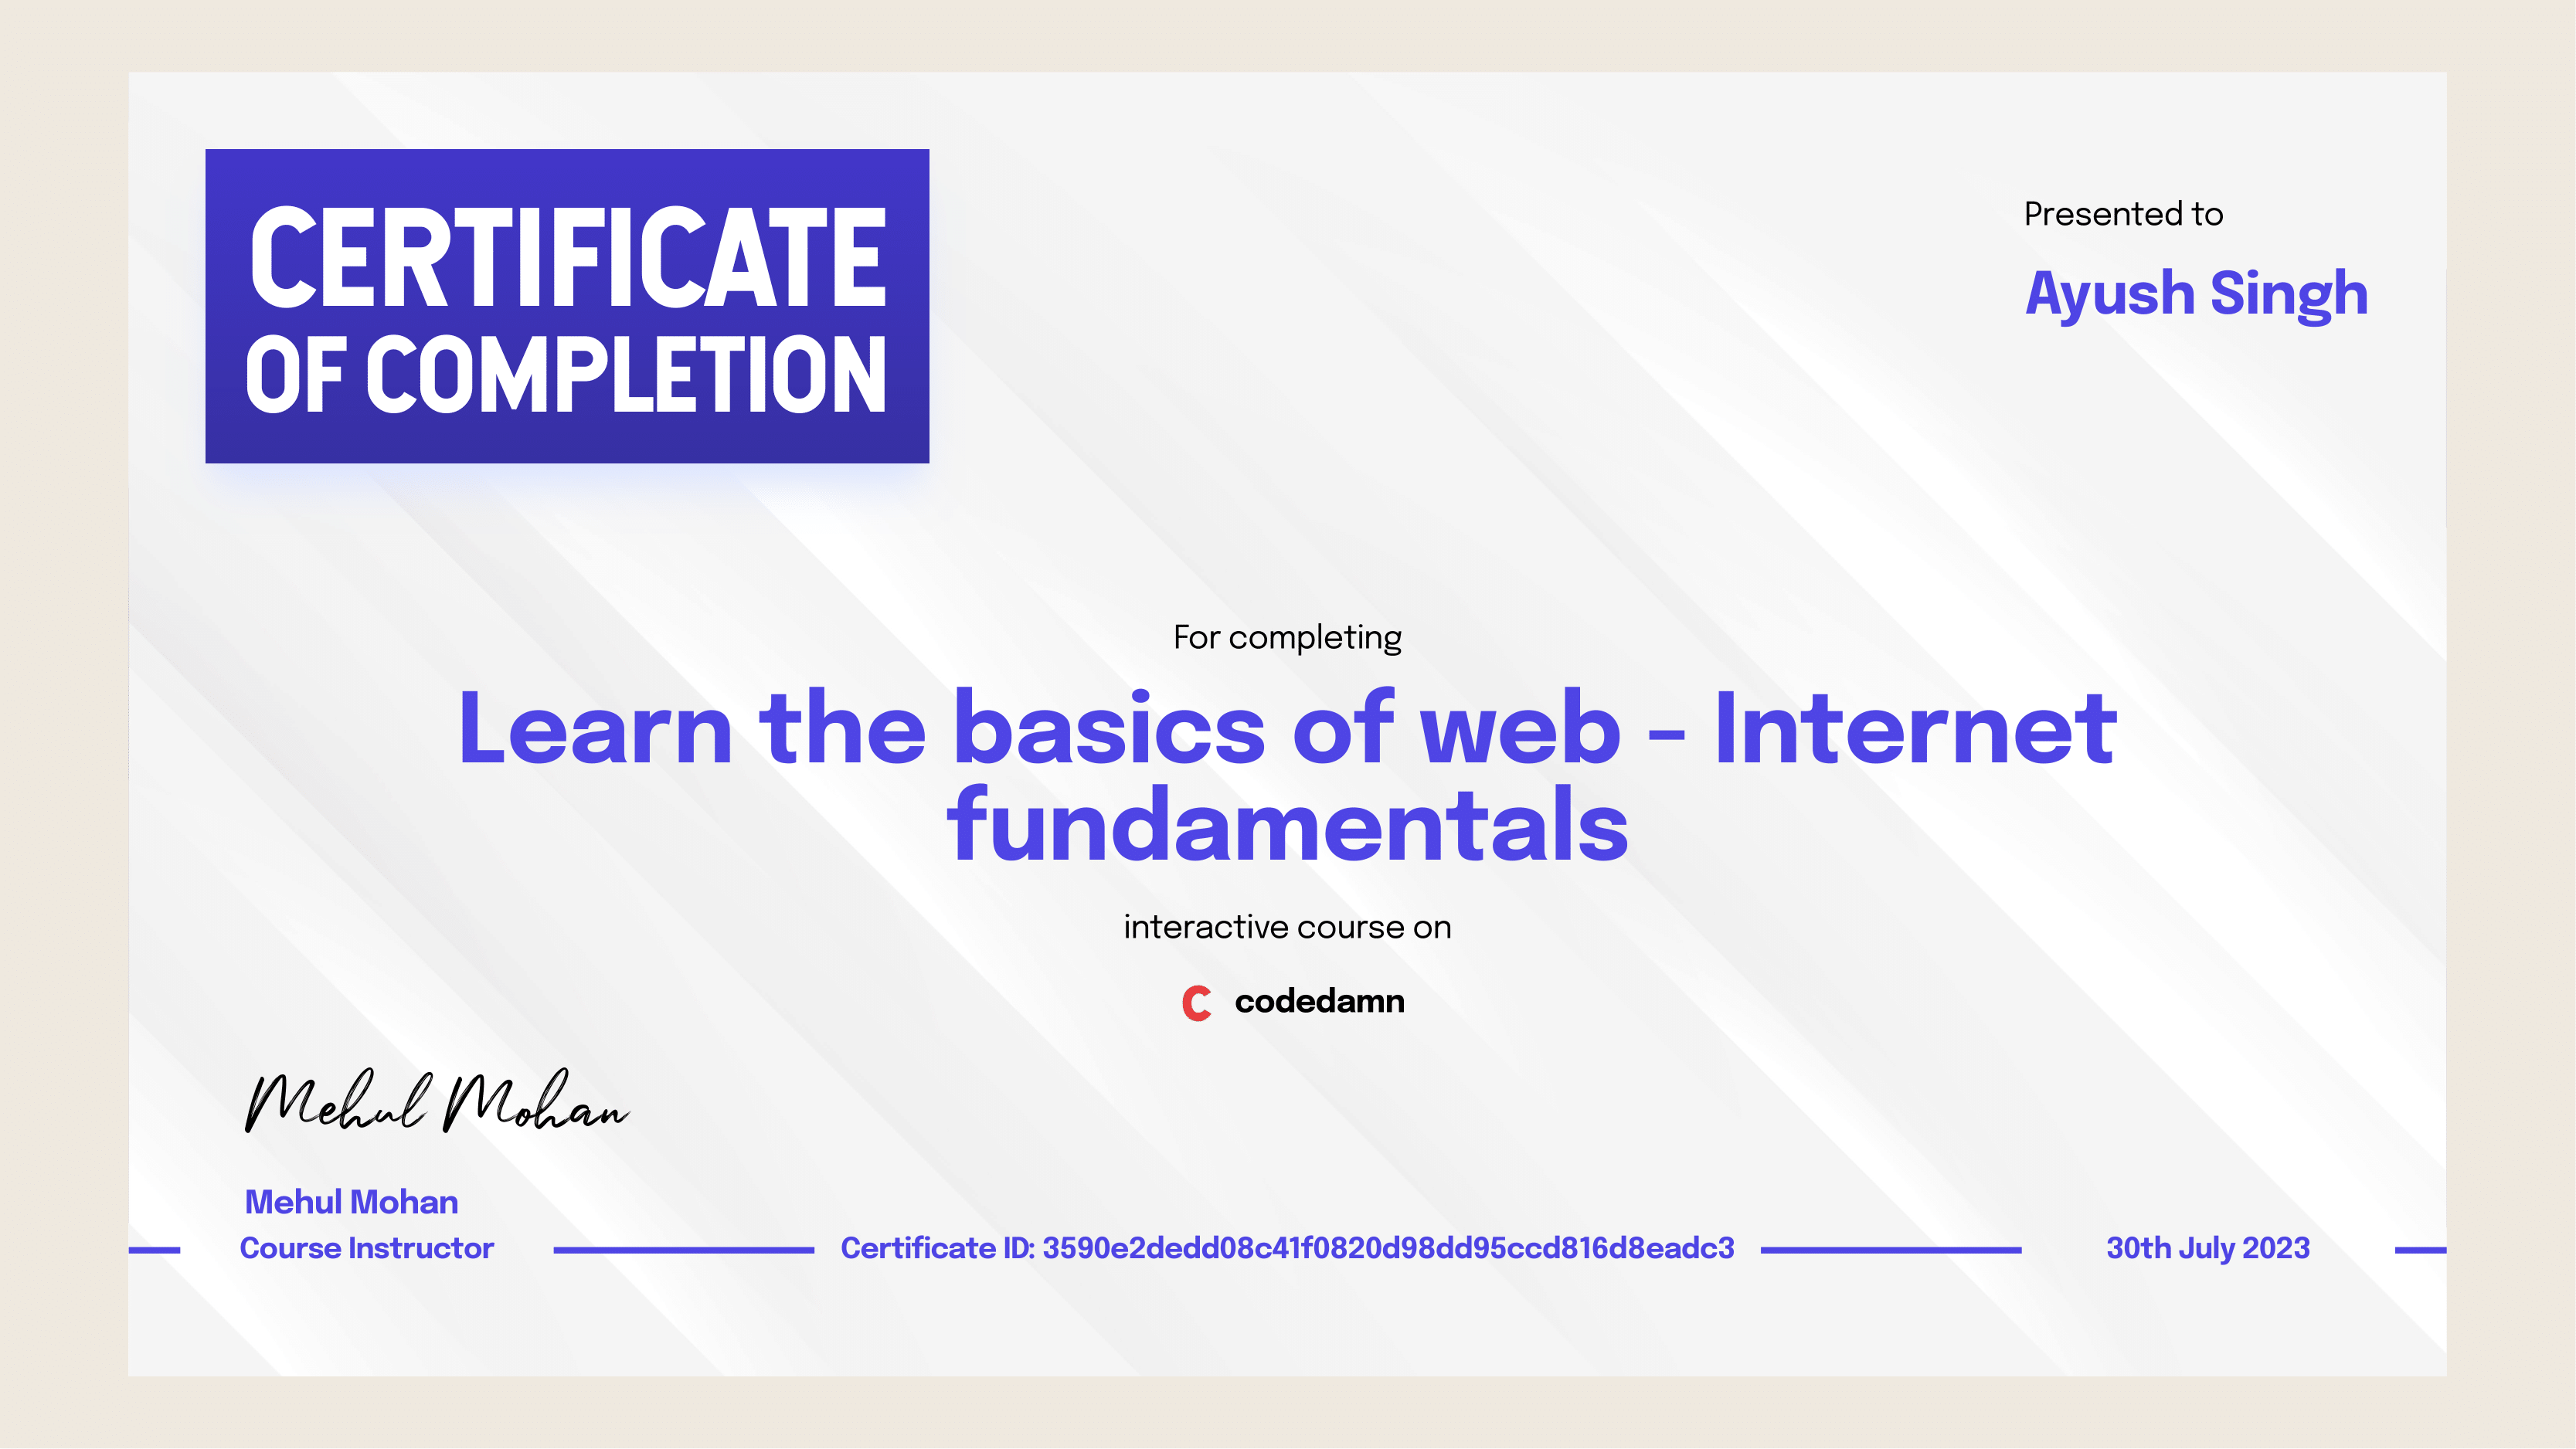 CERTIFICATE
OF COMPLETION
Presented to
Ayush Singh
For completing
Learn the basics of web - Internet
fundamentals
interactive course on
c codedamn
Mehul Mohan
Mehul Mohan
Course Instructor
Certificate ID: 3590e2dedd08c41f0820d98dd95ccd816d8eadc3
30th July 2023